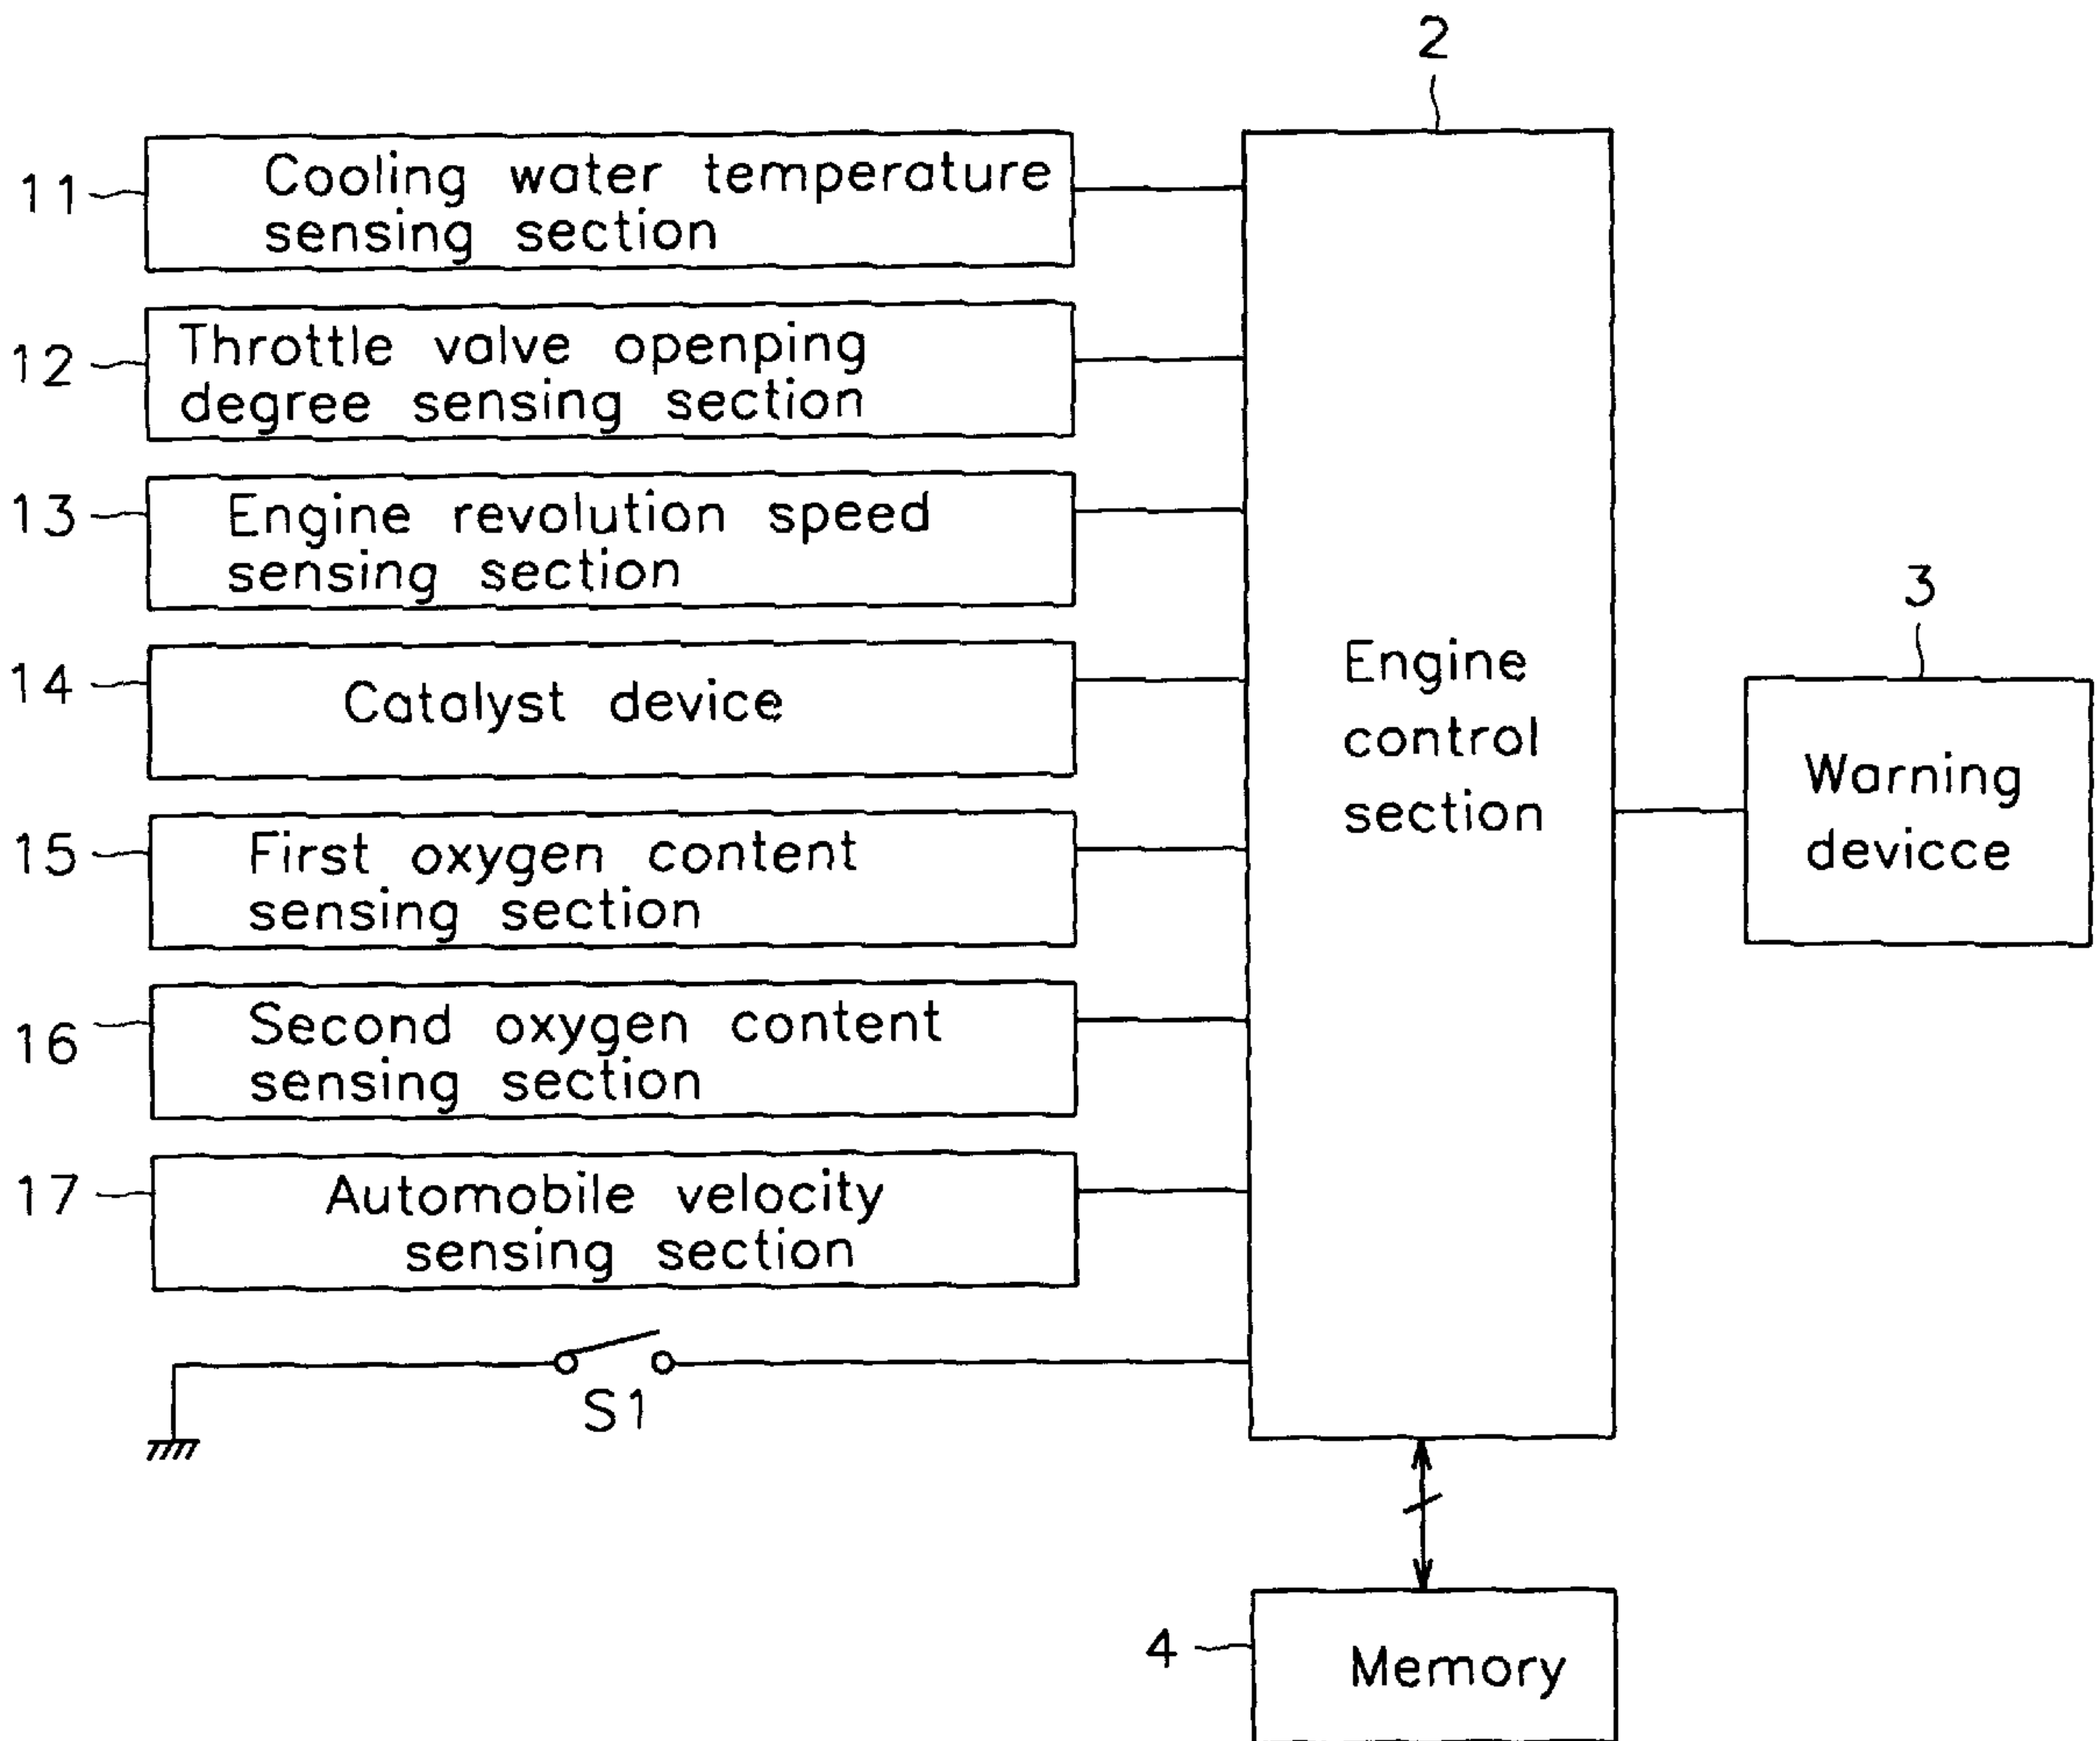 2
11
Cooling water temperature
sensing section
12
Throttle valve openping
degree sensing section
13
Engine revolution speed
sensing section
14
Catalyst device
15
First oxygen content
sensing section
16
Second oxygen content
sensing section
17
Automobile velocity
sensing section
S1
Engine
control
section
3
Warning
devicce
4
Memory